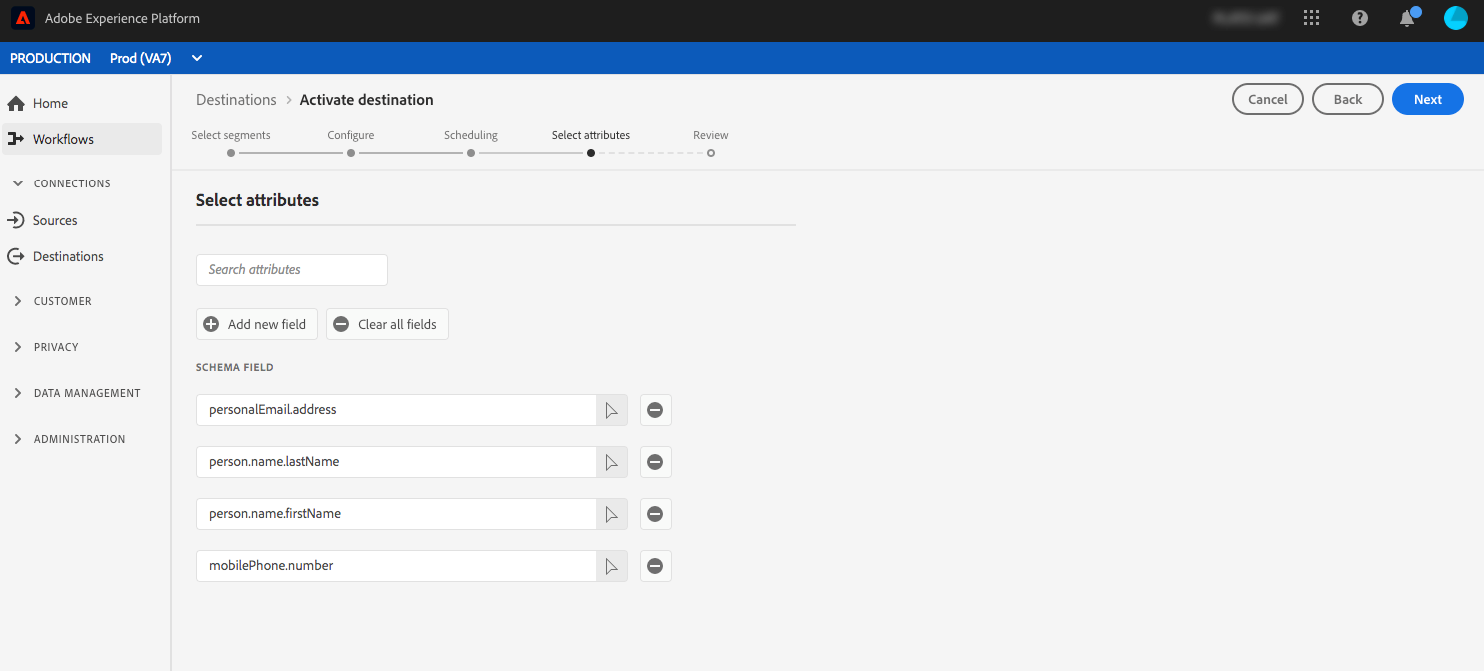 Adobe Experience Platform
PRODUCTION Prod (VA7)
Home
Workflows
CONNECTIONS
Sources
Destinations
CUSTOMER
PRIVACY
DATA MANAGEMENT
ADMINISTRATION
Destinations > Activate destination
Cancel Back Next
Select segments Configure Scheduling Select attributes Review
Select attributes
Search attributes
Add new field Clear all fields
SCHEMA FIELD
personalEmail.address
person.name.lastName
person.name.firstName
mobilePhone.number